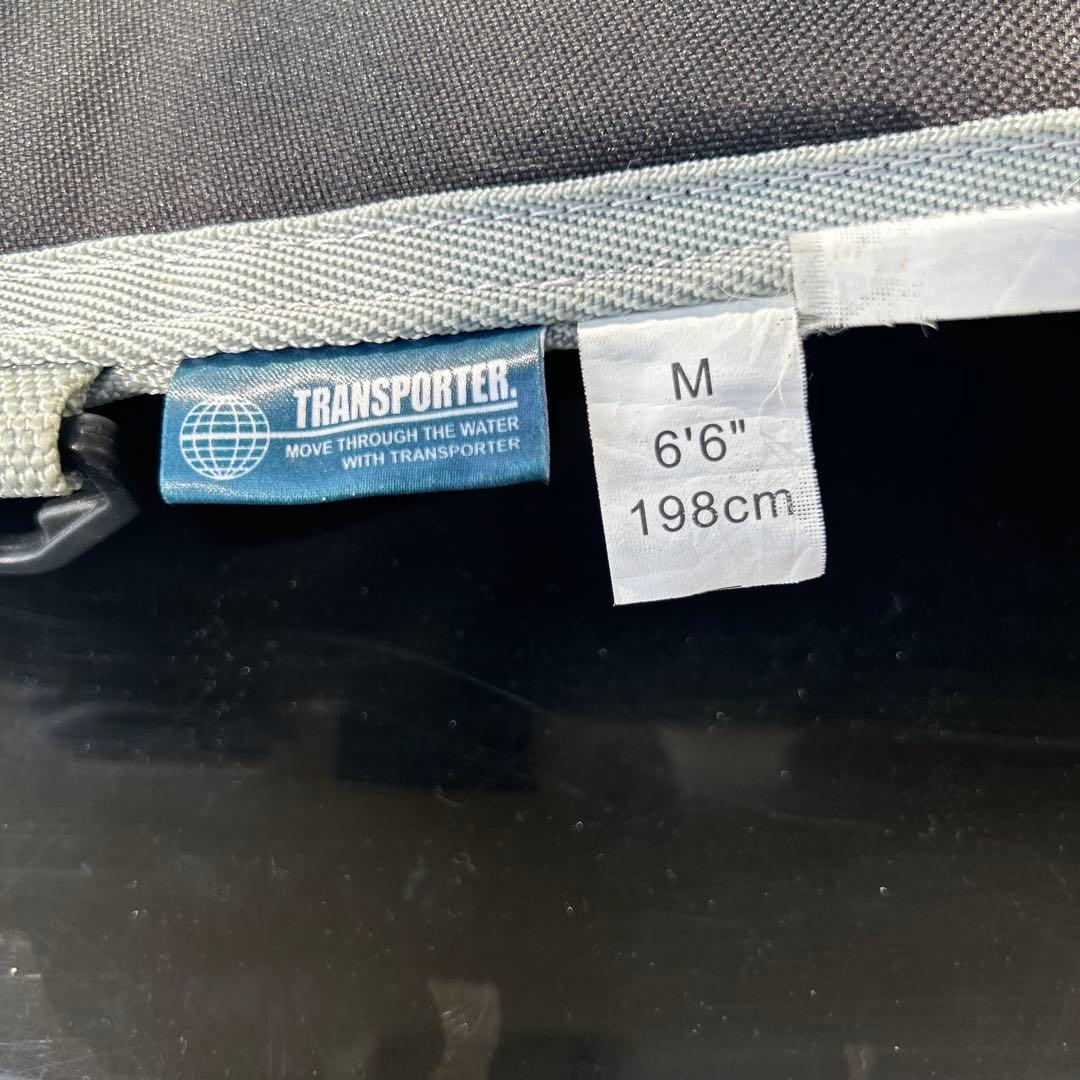 TRANSPORTER.
MOVE THROUGH THE WATER
WITH TRANSPORTER
M
6'6"
198cm